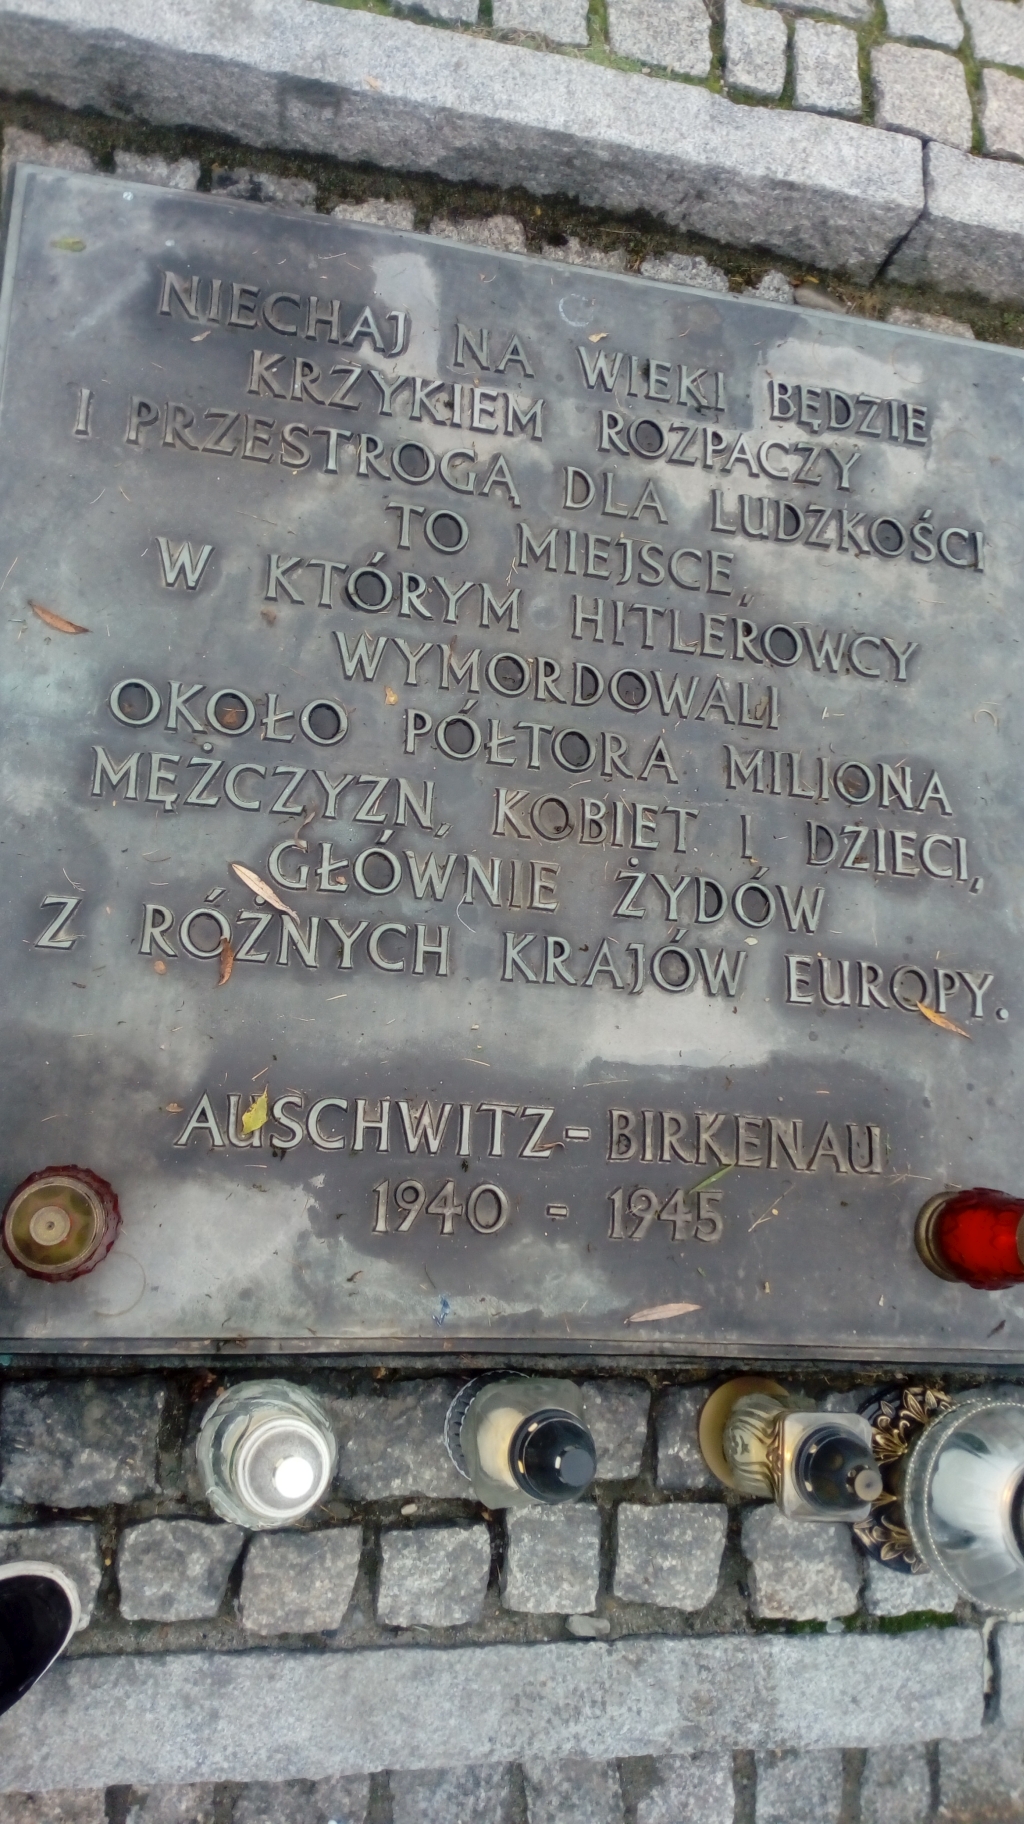 NIECHAJ NA WIEKI BĘDZIE
KRZYKIEM ROZPACZY
I PRZESTROGĄ DLA LUDZKOŚCI
TO MIEJSCE,
W KTÓRYM HITLEROWCY
WYMORDOWALI
OKOŁO PÓŁTORA MILIONA
MĘŻCZYZN, KOBIET I DZIECI,
GŁÓWNIE ŻYDÓW
Z RÓŻNYCH KRAJÓW EUROPY.
AUSCHWITZ-BIRKENAU
1940 - 1945